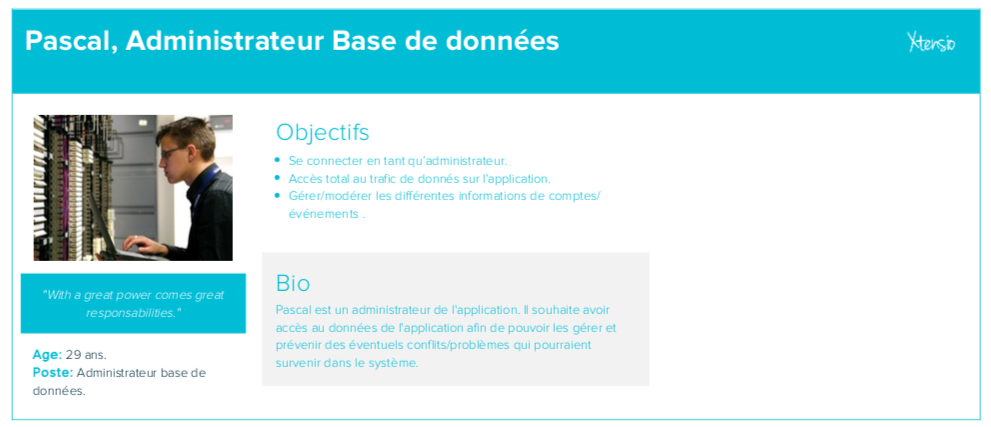 Pascal, Administrateur Base de données
Xtensio
Objectifs
Se connecter en tant qu'administrateur.
Accès total au trafic de donnés sur l'application.
Gérer/modérer les différentes informations de comptes/
événements .
"With a great power comes great
responsabilities."
Age: 29 ans.
Poste: Administrateur base de
données.
Bio
Pascal est un administrateur de l'application. Il souhaite avoir
accès au données de l'application afin de pouvoir les gérer et
prévenir des éventuels conflits/problèmes qui pourraient
survenir dans le système.